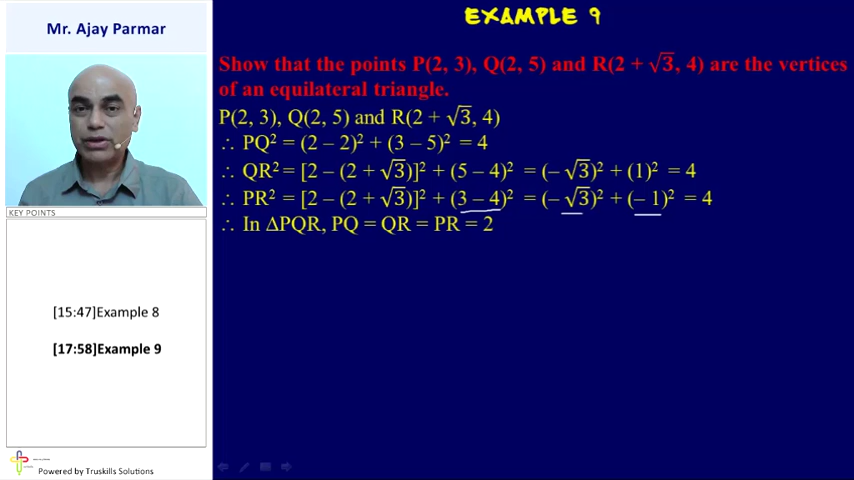 Mr. Ajay Parmar
KEY POINTS
[15:47]Example 8
[17:58]Example 9
Powered by Truskills Solutions
EXAMPLE 9
Show that the points P(2, 3), Q(2, 5) and R(2 + √3, 4) are the vertices
of an equilateral triangle.
P(2, 3), Q(2, 5) and R(2 + √3, 4)
∴ PQ² = (2 – 2)² + (3 – 5)² = 4
∴ QR² = [2 – (2 + √3)]² + (5 – 4)² = (– √3)² + (1)² = 4
∴ PR² = [2 – (2 + √3)]² + (3 – 4)² = (– √3)² + (– 1)² = 4
∴ In ΔPQR, PQ = QR = PR = 2